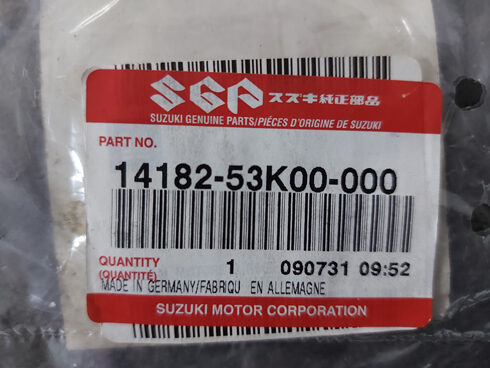 SGP スズキ純正部品
SUZUKI GENUINE PARTS/PIÉCES D'ORIGINE DE SUZUKI
PART NO.
14182-53K00-000
QUANTITY 1 090731 09:52
(QUANTITÉ)
MADE IN GERMANY/FABRIQU EN ALLEMAGNE
SUZUKI MOTOR CORPORATION